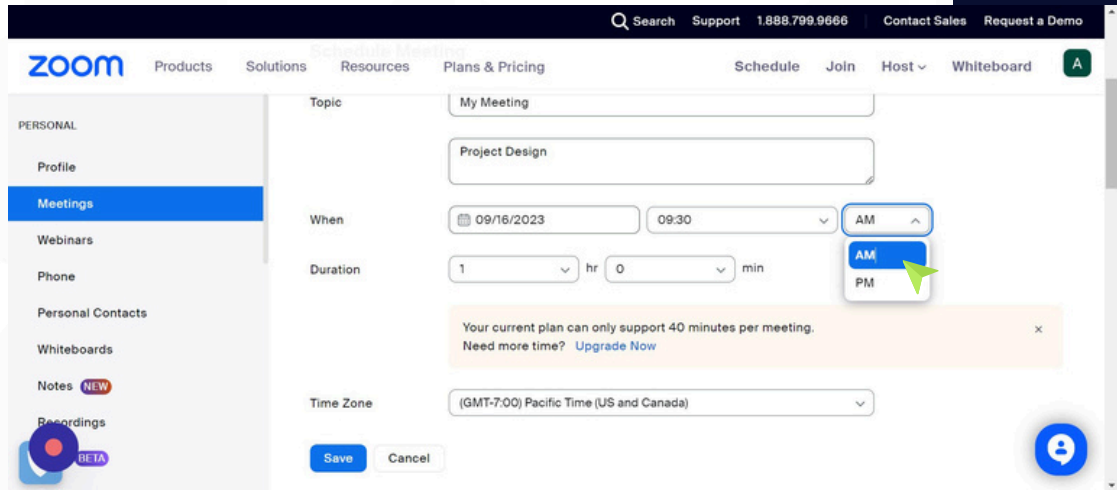 Search Support 1.888.799.9666 Contact Sales Request a Demo
zoom Products Solutions Resources Plans & Pricing Schedule Join Host Whiteboard A
Schedule Meeting
PERSONAL
Profile
Meetings
Webinars
Phone
Personal Contacts
Whiteboards
Notes NEW
Recordings
BETA
Topic My Meeting
Project Design
When 09/16/2023 09:30 AM
AM
PM
Duration 1 hr 0 min
Your current plan can only support 40 minutes per meeting.
Need more time? Upgrade Now
Time Zone (GMT-7:00) Pacific Time (US and Canada)
Save Cancel